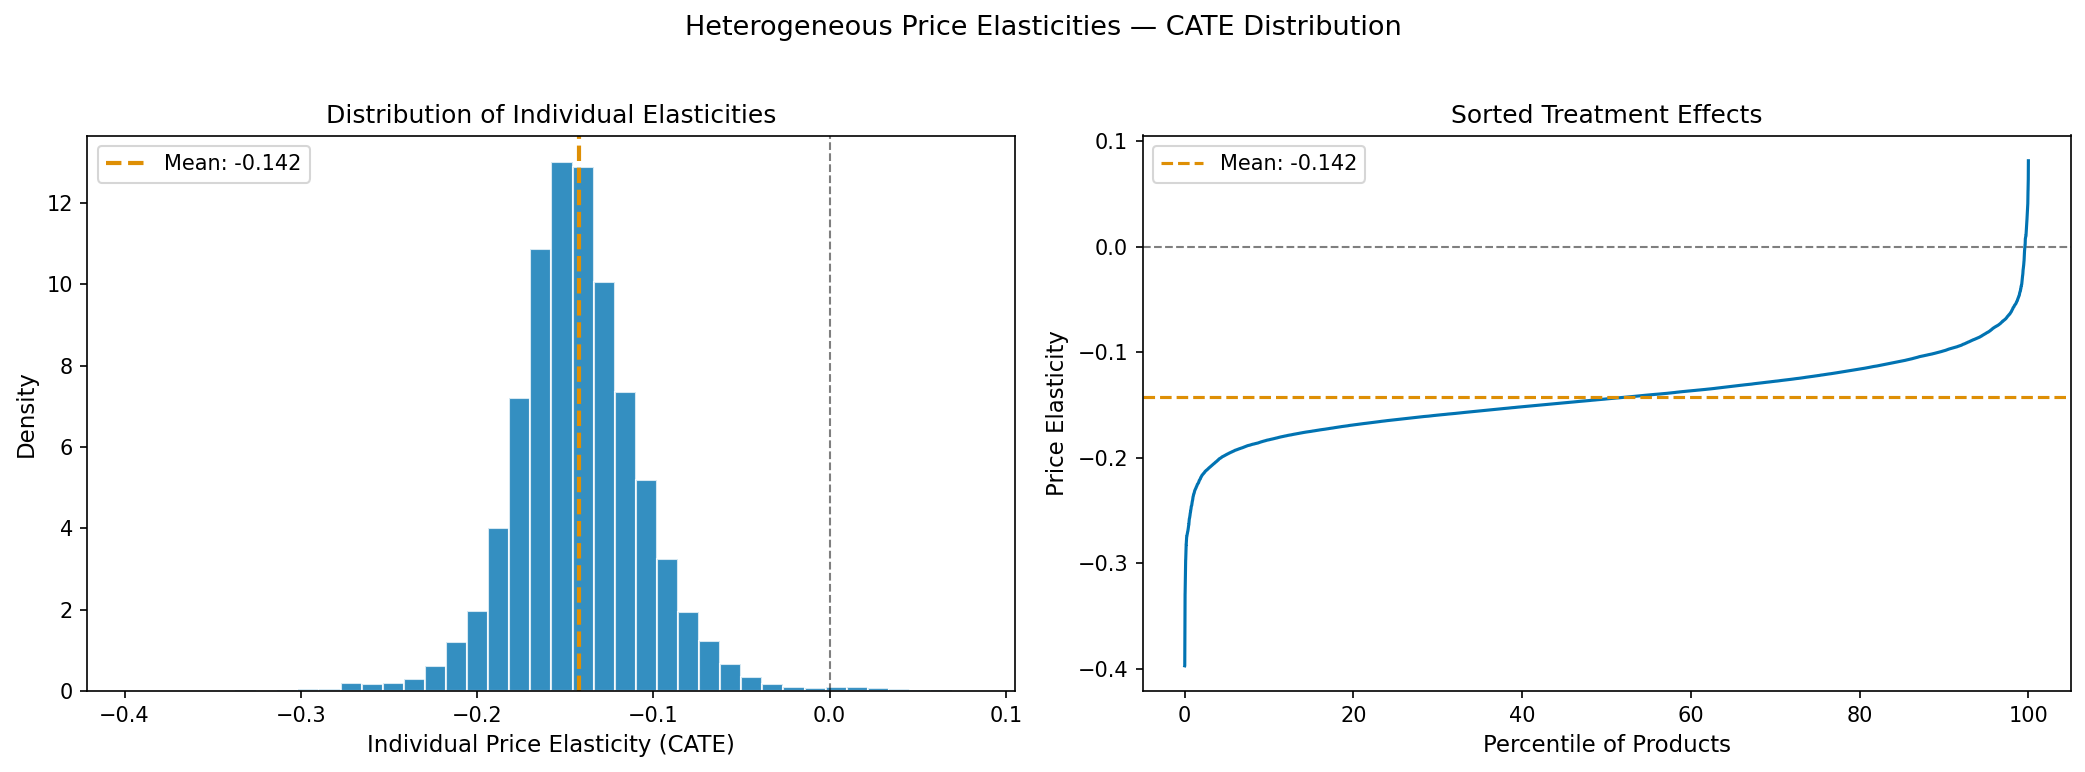 Heterogeneous Price Elasticities — CATE Distribution
Distribution of Individual Elasticities
Mean: -0.142
Density
12
10
8
6
4
2
0
−0.4
−0.3
−0.2
−0.1
0.0
0.1
Individual Price Elasticity (CATE)
Sorted Treatment Effects
Mean: -0.142
Price Elasticity
0.1
0.0
−0.1
−0.2
−0.3
−0.4
0
20
40
60
80
100
Percentile of Products